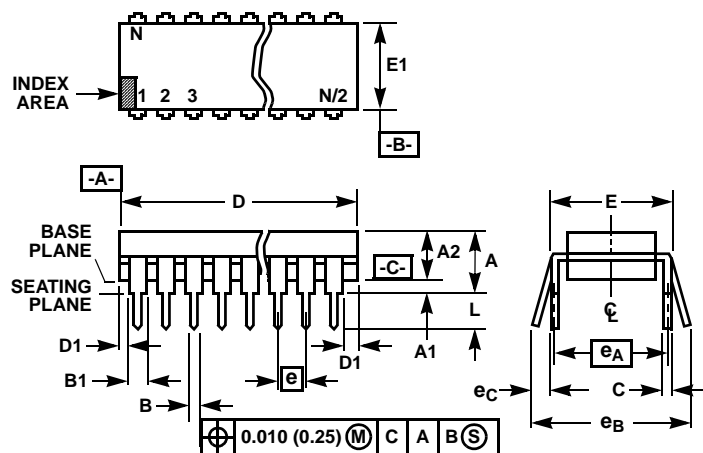 N
E1
INDEX
AREA
1 2 3 N/2
-B-
-A-
D
E
BASE
PLANE
A2
A
-C-
SEATING
PLANE
L
CL
D1
A1
D1
eA
B1
e
eC
C
B
eB
0.010 (0.25) M C A B S